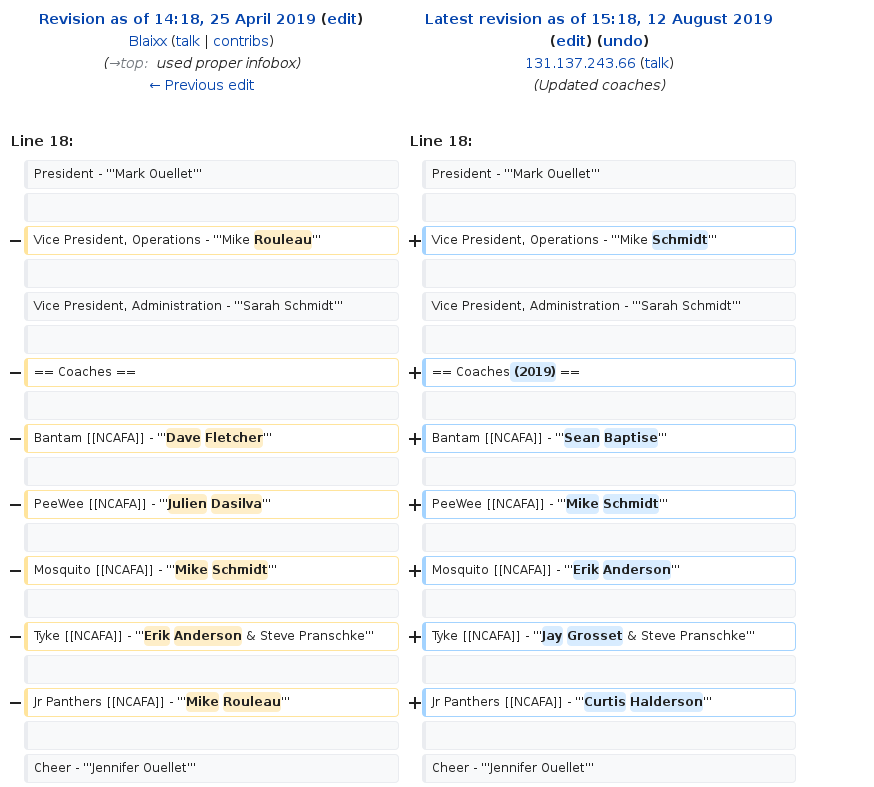 Revision as of 14:18, 25 April 2019 (edit)
Blaixx (talk | contribs)
(→top: used proper infobox)
← Previous edit
Latest revision as of 15:18, 12 August 2019
(edit) (undo)
131.137.243.66 (talk)
(Updated coaches)
Line 18:
Line 18:
President - '''Mark Ouellet'''
President - '''Mark Ouellet'''
− Vice President, Operations - '''Mike Rouleau'''
+ Vice President, Operations - '''Mike Schmidt'''
Vice President, Administration - '''Sarah Schmidt'''
Vice President, Administration - '''Sarah Schmidt'''
− == Coaches ==
+ == Coaches (2019) ==
− Bantam [[NCAFA]] - '''Dave Fletcher'''
+ Bantam [[NCAFA]] - '''Sean Baptise'''
− PeeWee [[NCAFA]] - '''Julien Dasilva'''
+ PeeWee [[NCAFA]] - '''Mike Schmidt'''
− Mosquito [[NCAFA]] - '''Mike Schmidt'''
+ Mosquito [[NCAFA]] - '''Erik Anderson'''
− Tyke [[NCAFA]] - '''Erik Anderson & Steve Pranschke'''
+ Tyke [[NCAFA]] - '''Jay Grosset & Steve Pranschke'''
− Jr Panthers [[NCAFA]] - '''Mike Rouleau'''
+ Jr Panthers [[NCAFA]] - '''Curtis Halderson'''
Cheer - '''Jennifer Ouellet'''
Cheer - '''Jennifer Ouellet'''